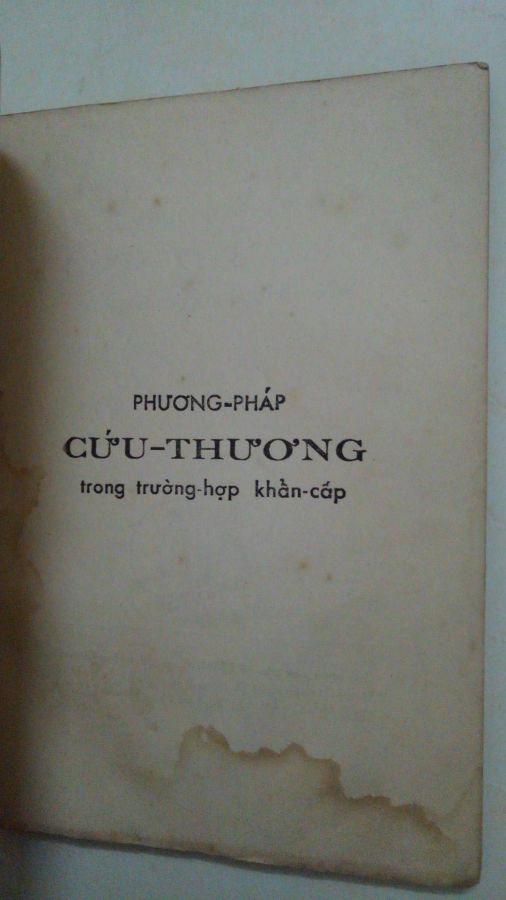 PHƯƠNG-PHÁP
CỨU-THƯƠNG
trong trường-hợp khẩn-cấp